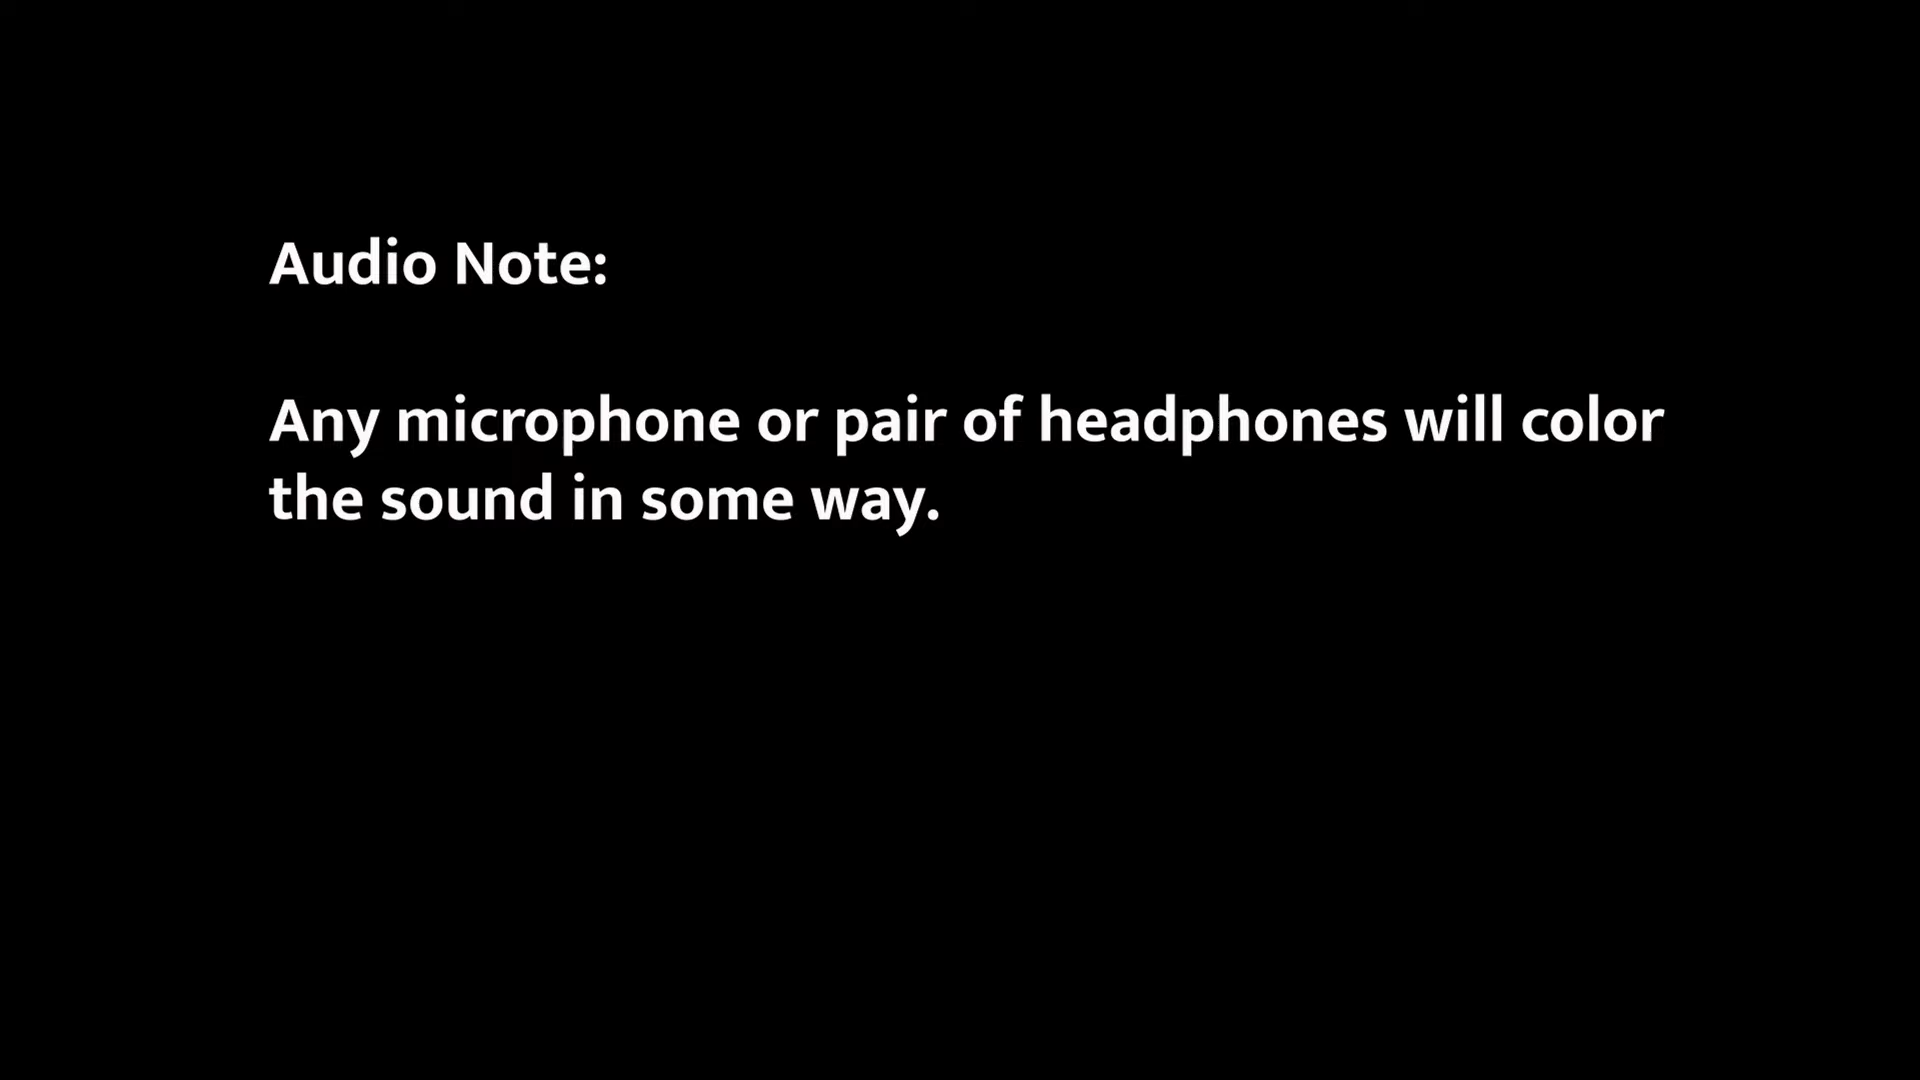 Audio Note:
Any microphone or pair of headphones will color
the sound in some way.